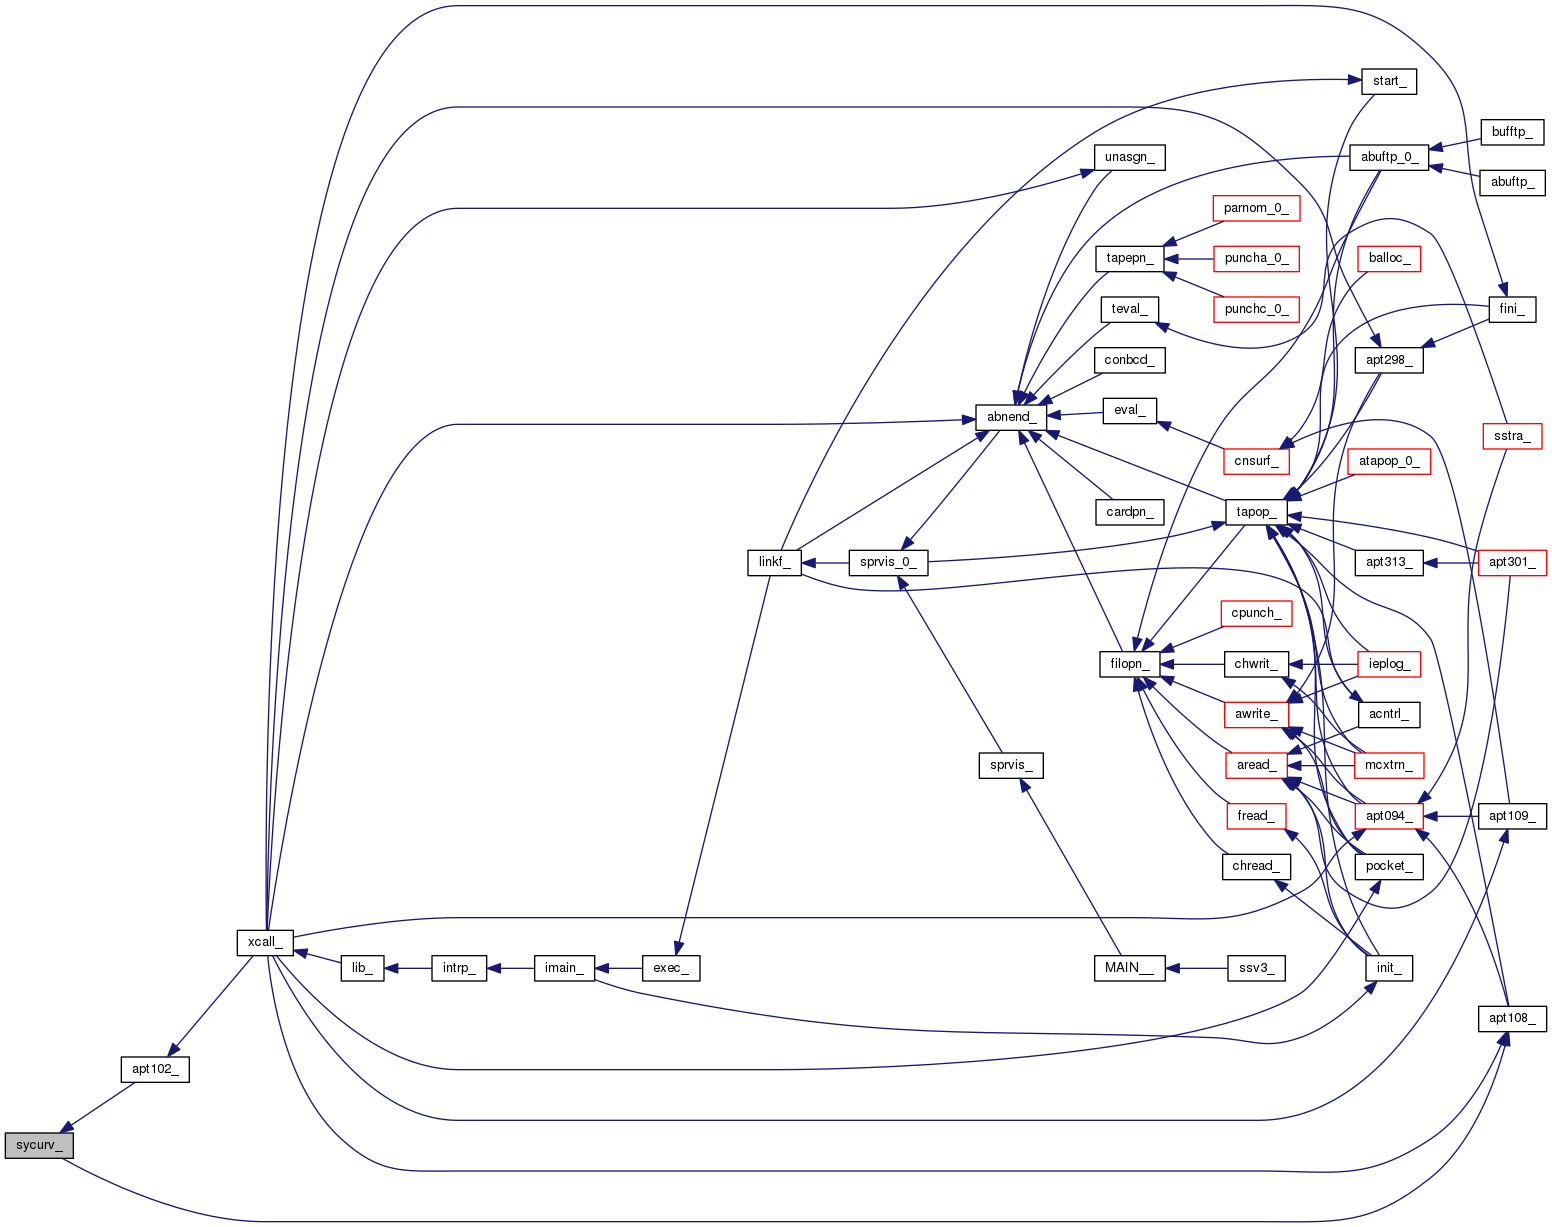 start_
bufftp_
unasgn_
abuftp_0_
abuftp_
parnom_0_
tapepn_
puncha_0_
balloc_
teval_
punchc_0_
fini_
conbcd_
apt298_
abnend_
eval_
sstra_
cnsurf_
atapop_0_
cardpn_
tapop_
linkf_
sprvis_0_
apt313_
apt301_
cpunch_
filopn_
chwrit_
ieplog_
awrite_
acntrl_
sprvis_
aread_
mcxtrn_
fread_
apt094_
apt109_
chread_
pocket_
xcall_
lib_
intrp_
imain_
exec_
MAIN__
ssv3_
init_
apt108_
apt102_
sycurv_